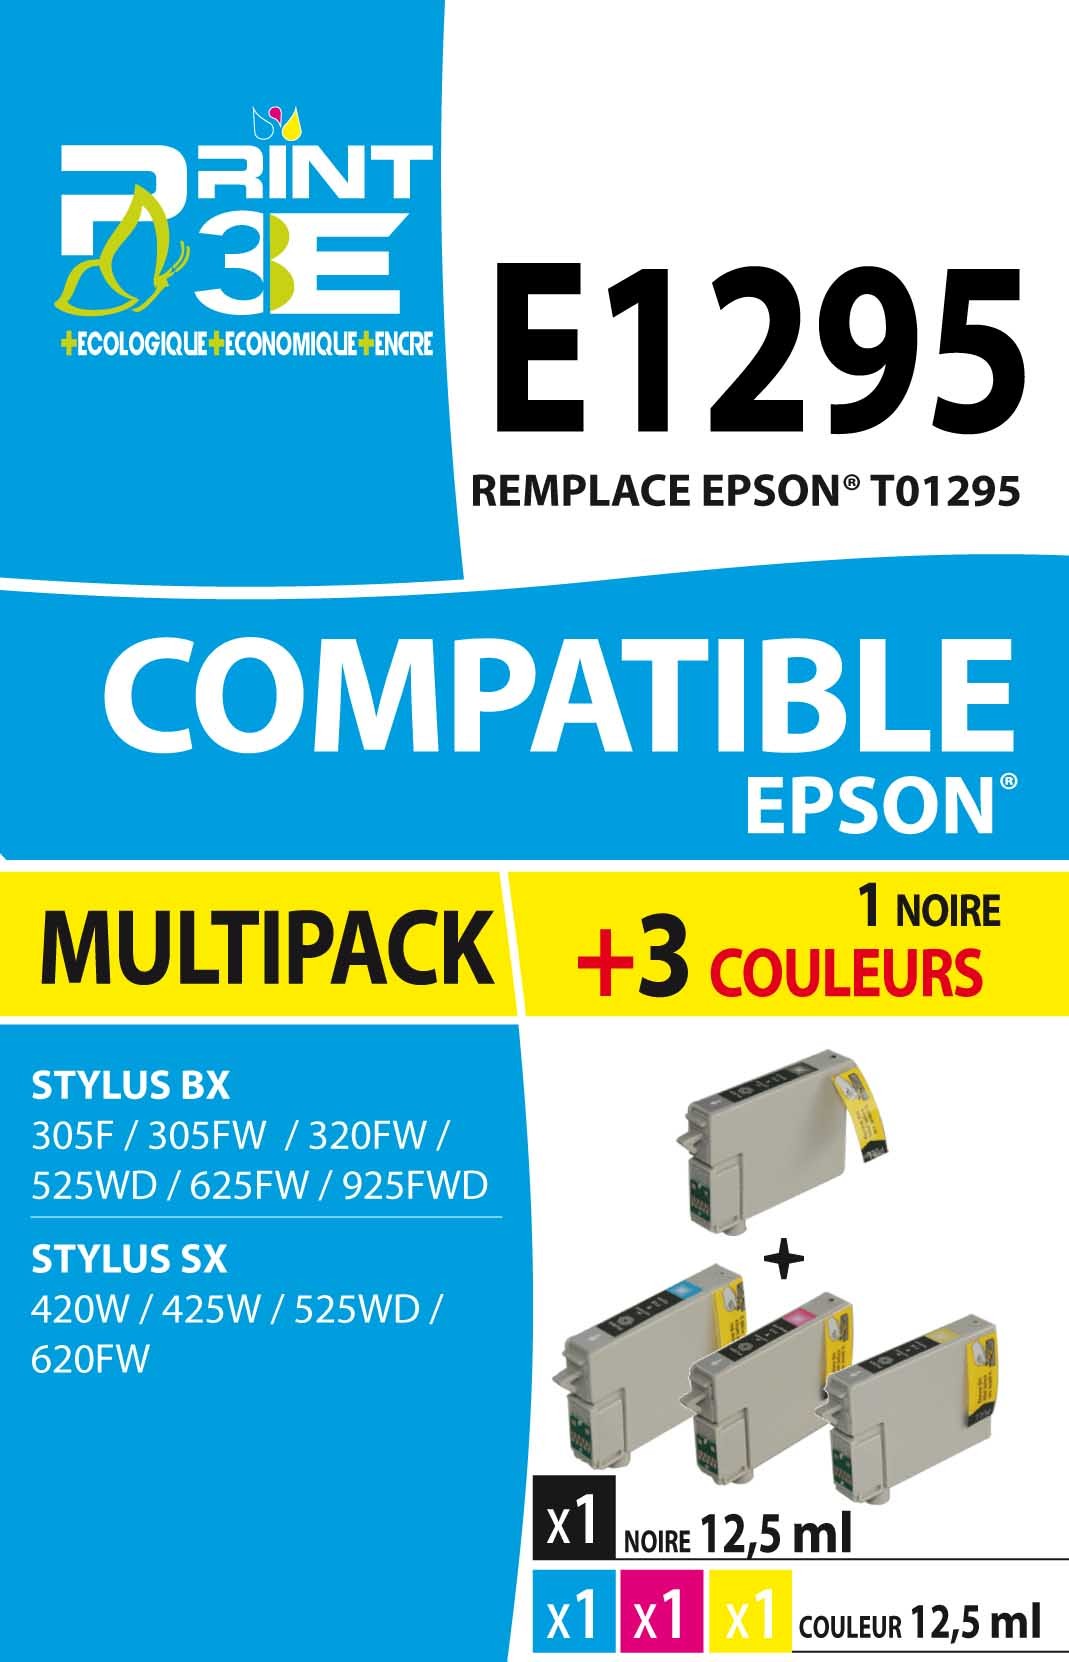 PRINT
3E
+ECOLOGIQUE+ECONOMIQUE+ENCRE
E1295
REMPLACE EPSON® T01295
COMPATIBLE
EPSON®
MULTIPACK
1 NOIRE
+3 COULEURS
STYLUS BX
305F / 305FW / 320FW /
525WD / 625FW / 925FWD
STYLUS SX
420W / 425W / 525WD /
620FW
+
x1 NOIRE 12,5 ml
x1 x1 x1 COULEUR 12,5 ml